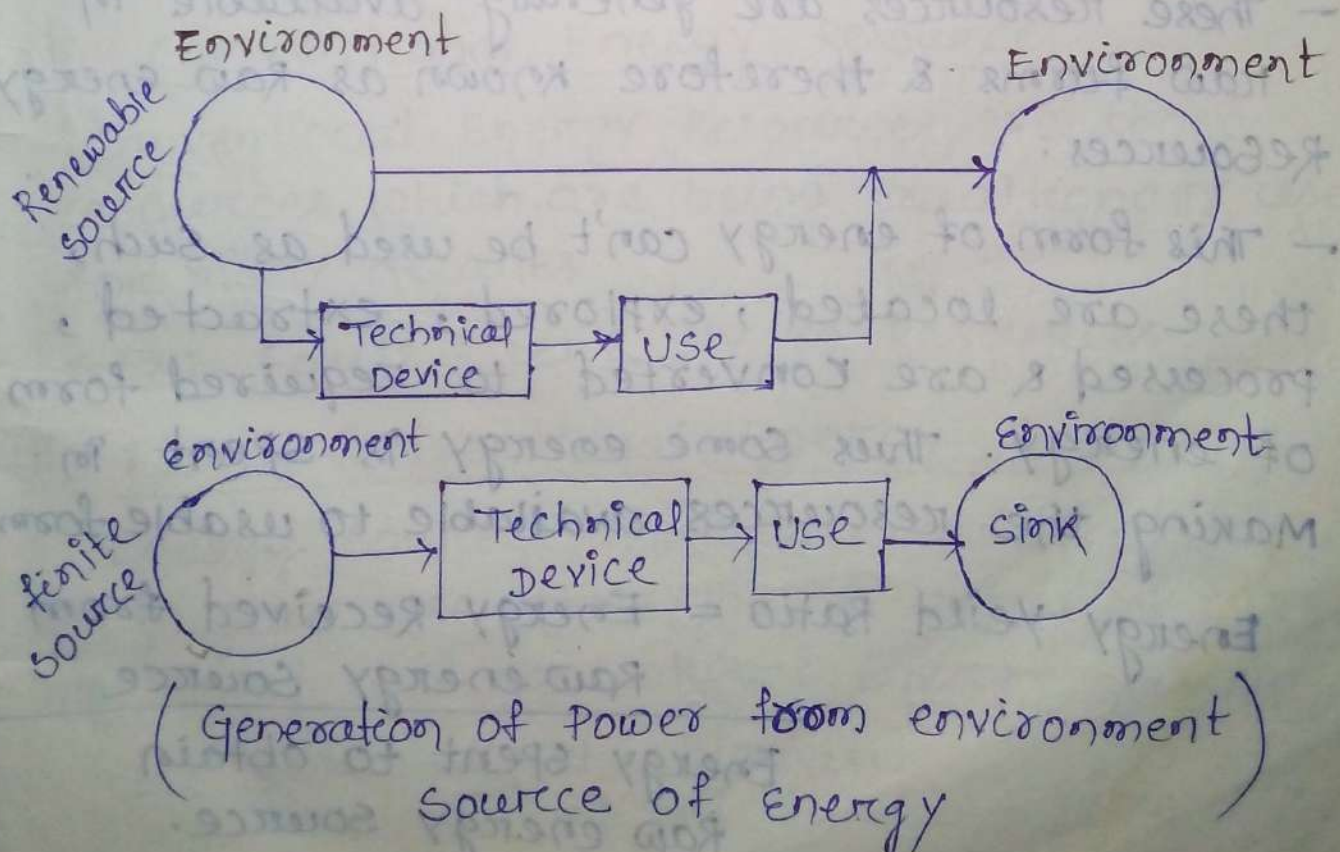 Environment
Environment
Renewable
Source
Technical
Device
Use
Environment
Environment
finite
source
Technical
Device
Use
Sink
(Generation of Power from environment)
Source of Energy